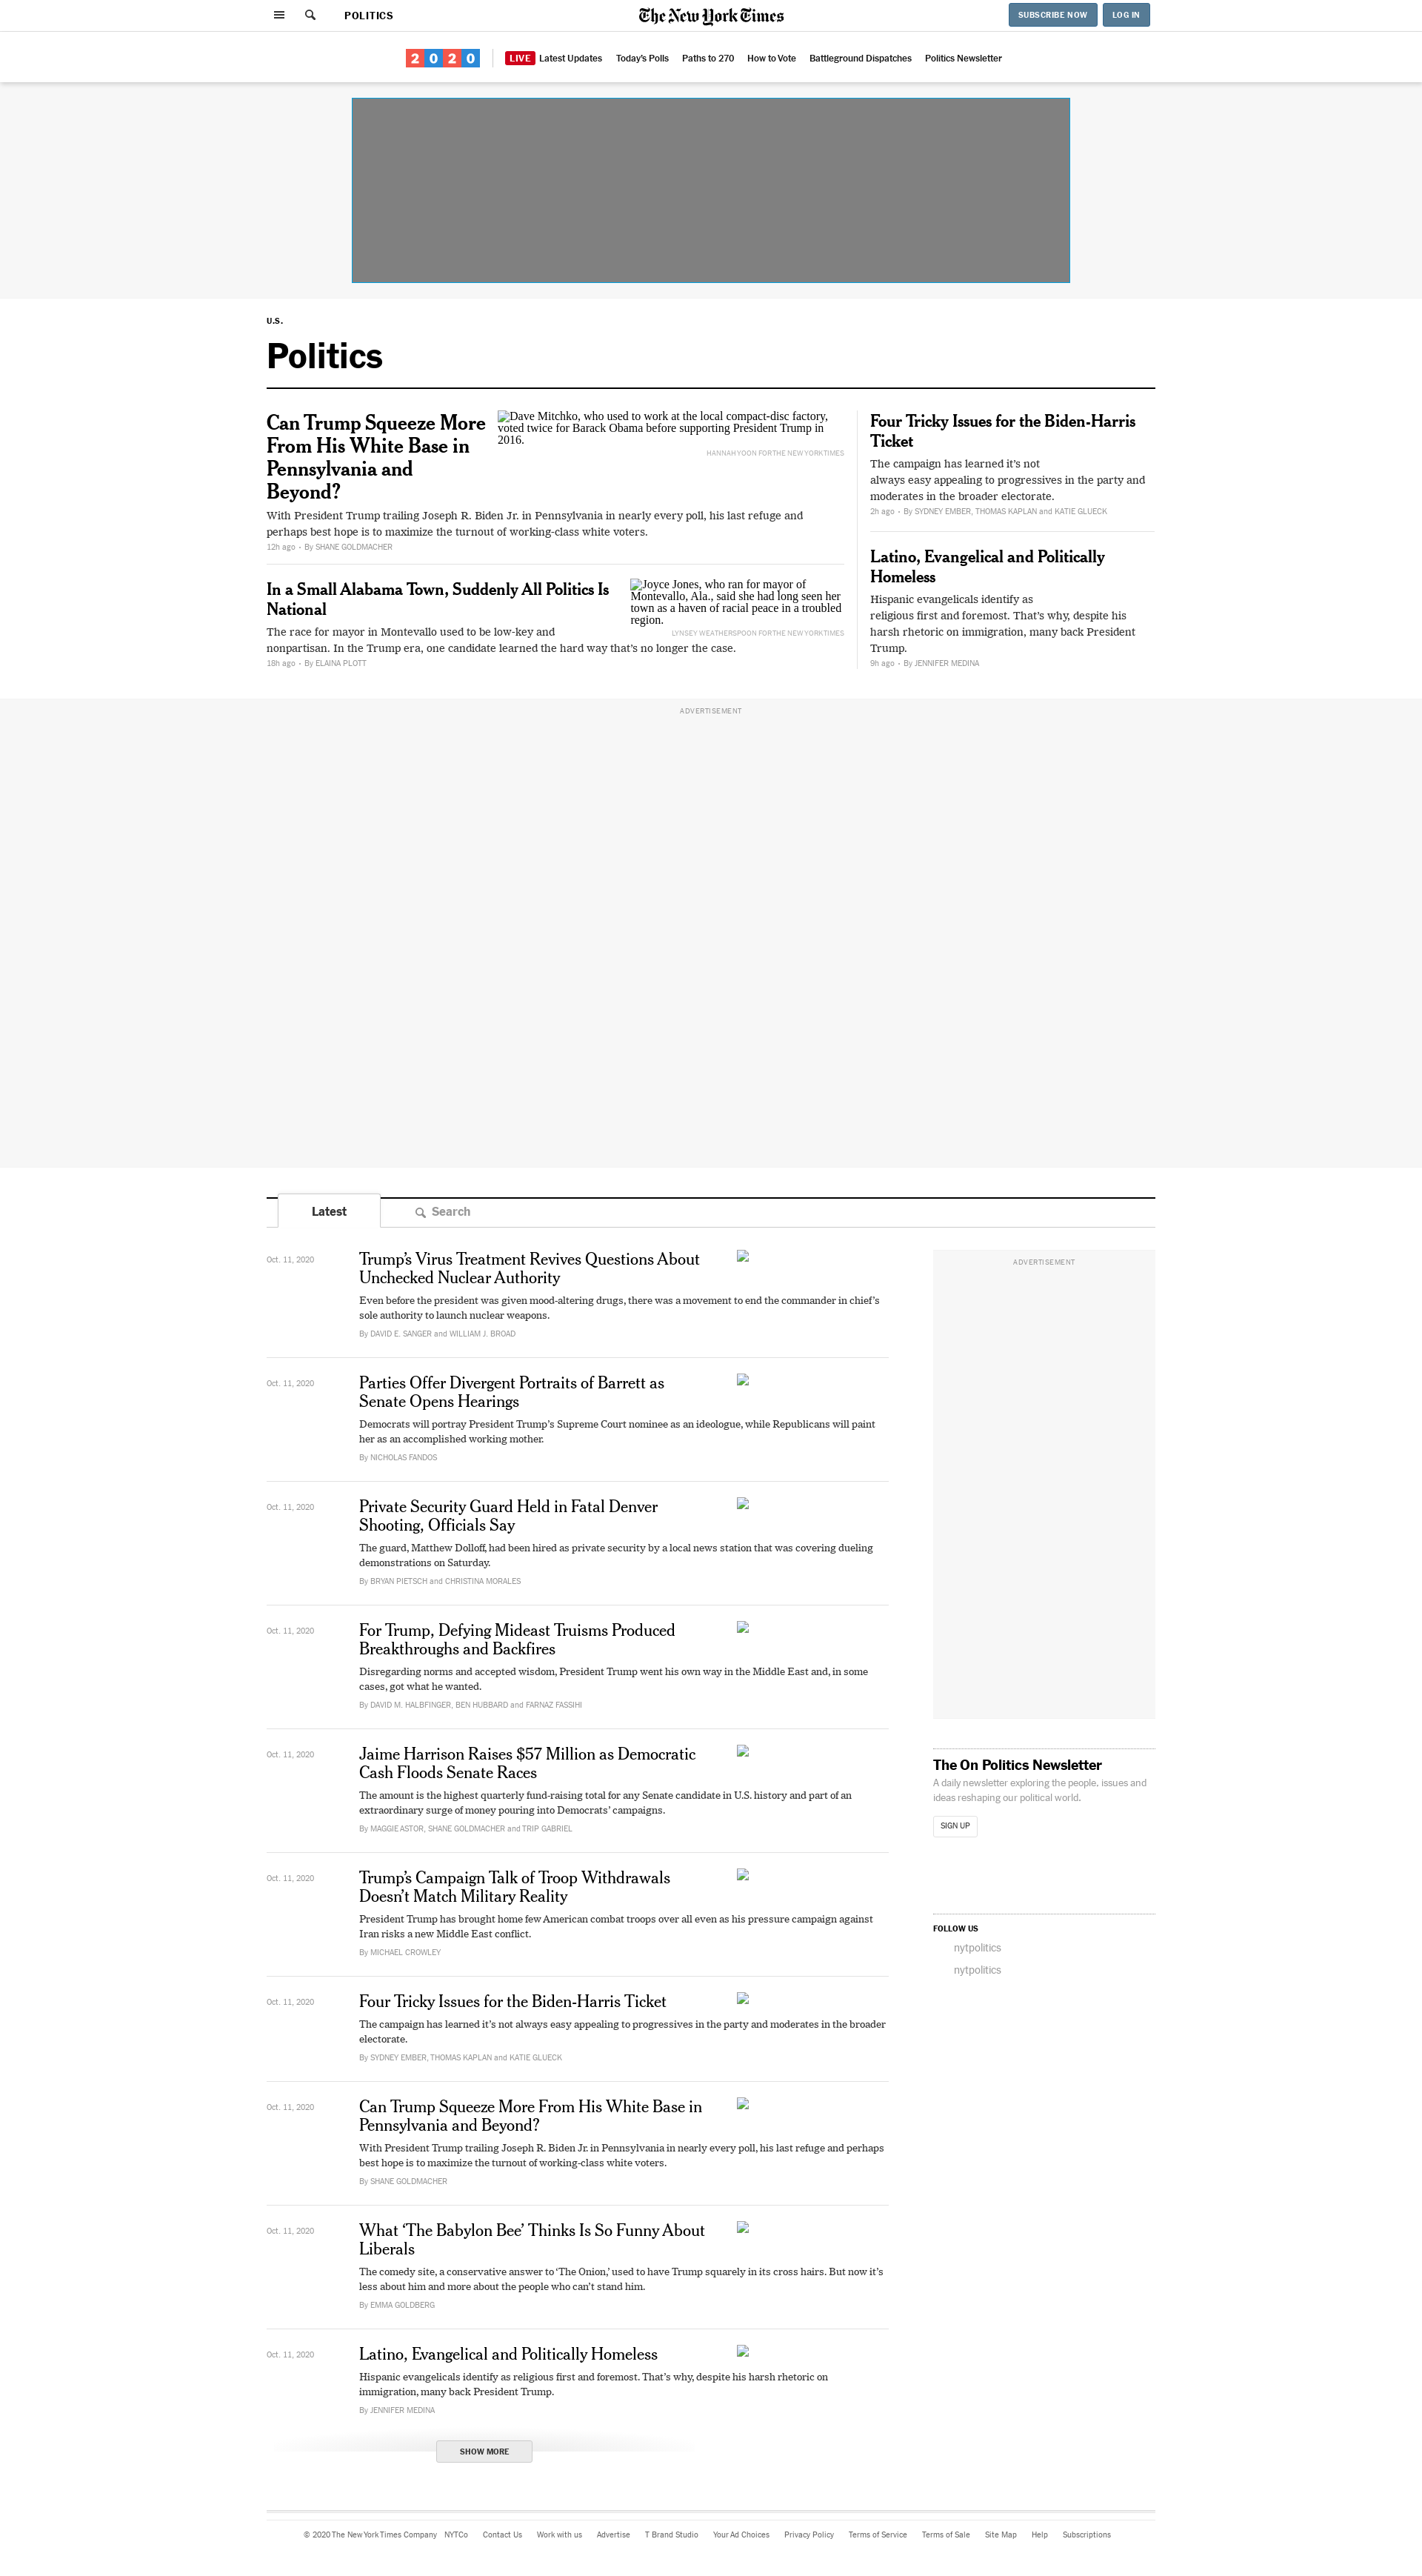 POLITICS
The New York Times
SUBSCRIBE NOW
LOG IN
2020
LIVE Latest Updates
Today's Polls
Paths to 270
How to Vote
Battleground Dispatches
Politics Newsletter
U.S.
Politics
Can Trump Squeeze More
From His White Base in
Pennsylvania and
Beyond?
Dave Mitchko, who used to work at the local compact-disc factory,
voted twice for Barack Obama before supporting President Trump in
2016.
HANNAH YOON FOR THE NEW YORK TIMES
With President Trump trailing Joseph R. Biden Jr. in Pennsylvania in nearly every poll, his last refuge and
perhaps best hope is to maximize the turnout of working-class white voters.
12h ago • By SHANE GOLDMACHER
In a Small Alabama Town, Suddenly All Politics Is
National
Joyce Jones, who ran for mayor of
Montevallo, Ala., said she had long seen her
town as a haven of racial peace in a troubled
region.
LYNSEY WEATHERSPOON FOR THE NEW YORK TIMES
The race for mayor in Montevallo used to be low-key and
nonpartisan. In the Trump era, one candidate learned the hard way that's no longer the case.
18h ago • By ELAINA PLOTT
Four Tricky Issues for the Biden-Harris
Ticket
The campaign has learned it's not
always easy appealing to progressives in the party and
moderates in the broader electorate.
2h ago • By SYDNEY EMBER, THOMAS KAPLAN and KATIE GLUECK
Latino, Evangelical and Politically
Homeless
Hispanic evangelicals identify as
religious first and foremost. That's why, despite his
harsh rhetoric on immigration, many back President
Trump.
9h ago • By JENNIFER MEDINA
ADVERTISEMENT
Latest
Search
Oct. 11, 2020
Trump's Virus Treatment Revives Questions About
Unchecked Nuclear Authority
Even before the president was given mood-altering drugs, there was a movement to end the commander in chief's
sole authority to launch nuclear weapons.
By DAVID E. SANGER and WILLIAM J. BROAD
Oct. 11, 2020
Parties Offer Divergent Portraits of Barrett as
Senate Opens Hearings
Democrats will portray President Trump's Supreme Court nominee as an ideologue, while Republicans will paint
her as an accomplished working mother.
By NICHOLAS FANDOS
Oct. 11, 2020
Private Security Guard Held in Fatal Denver
Shooting, Officials Say
The guard, Matthew Dolloff, had been hired as private security by a local news station that was covering dueling
demonstrations on Saturday.
By BRYAN PIETSCH and CHRISTINA MORALES
Oct. 11, 2020
For Trump, Defying Mideast Truisms Produced
Breakthroughs and Backfires
Disregarding norms and accepted wisdom, President Trump went his own way in the Middle East and, in some
cases, got what he wanted.
By DAVID M. HALBFINGER, BEN HUBBARD and FARNAZ FASSIHI
Oct. 11, 2020
Jaime Harrison Raises $57 Million as Democratic
Cash Floods Senate Races
The amount is the highest quarterly fund-raising total for any Senate candidate in U.S. history and part of an
extraordinary surge of money pouring into Democrats' campaigns.
By MAGGIE ASTOR, SHANE GOLDMACHER and TRIP GABRIEL
Oct. 11, 2020
Trump's Campaign Talk of Troop Withdrawals
Doesn't Match Military Reality
President Trump has brought home few American combat troops over all even as his pressure campaign against
Iran risks a new Middle East conflict.
By MICHAEL CROWLEY
Oct. 11, 2020
Four Tricky Issues for the Biden-Harris Ticket
The campaign has learned it's not always easy appealing to progressives in the party and moderates in the broader
electorate.
By SYDNEY EMBER, THOMAS KAPLAN and KATIE GLUECK
Oct. 11, 2020
Can Trump Squeeze More From His White Base in
Pennsylvania and Beyond?
With President Trump trailing Joseph R. Biden Jr. in Pennsylvania in nearly every poll, his last refuge and perhaps
best hope is to maximize the turnout of working-class white voters.
By SHANE GOLDMACHER
Oct. 11, 2020
What 'The Babylon Bee' Thinks Is So Funny About
Liberals
The comedy site, a conservative answer to 'The Onion,' used to have Trump squarely in its cross hairs. But now it's
less about him and more about the people who can't stand him.
By EMMA GOLDBERG
Oct. 11, 2020
Latino, Evangelical and Politically Homeless
Hispanic evangelicals identify as religious first and foremost. That's why, despite his harsh rhetoric on
immigration, many back President Trump.
By JENNIFER MEDINA
SHOW MORE
ADVERTISEMENT
The On Politics Newsletter
A daily newsletter exploring the people, issues and
ideas reshaping our political world.
SIGN UP
FOLLOW US
nytpolitics
nytpolitics
© 2020 The New York Times Company
NYTCo
Contact Us
Work with us
Advertise
T Brand Studio
Your Ad Choices
Privacy Policy
Terms of Service
Terms of Sale
Site Map
Help
Subscriptions